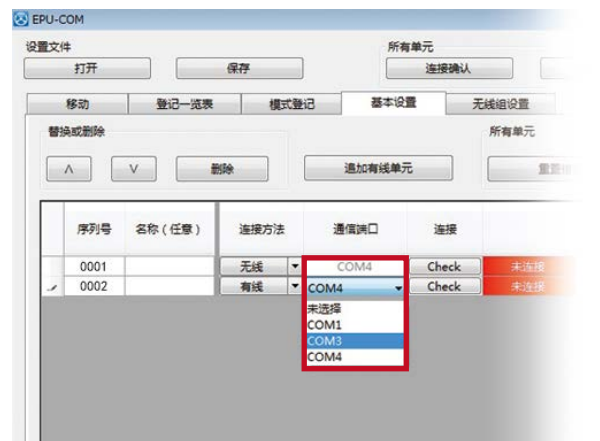 EPU-COM
设置文件
所有单元
打开
保存
连接确认
移动
登记一览表
模式登记
基本设置
无线组设置
替换或删除
所有单元
∧
∨
删除
追加有线单元
序列号
名称（任意）
连接方法
通信端口
连接
0001
无线
COM4
Check
未连接
0002
有线
COM4
Check
未连接
未选择
COM1
COM3
COM4